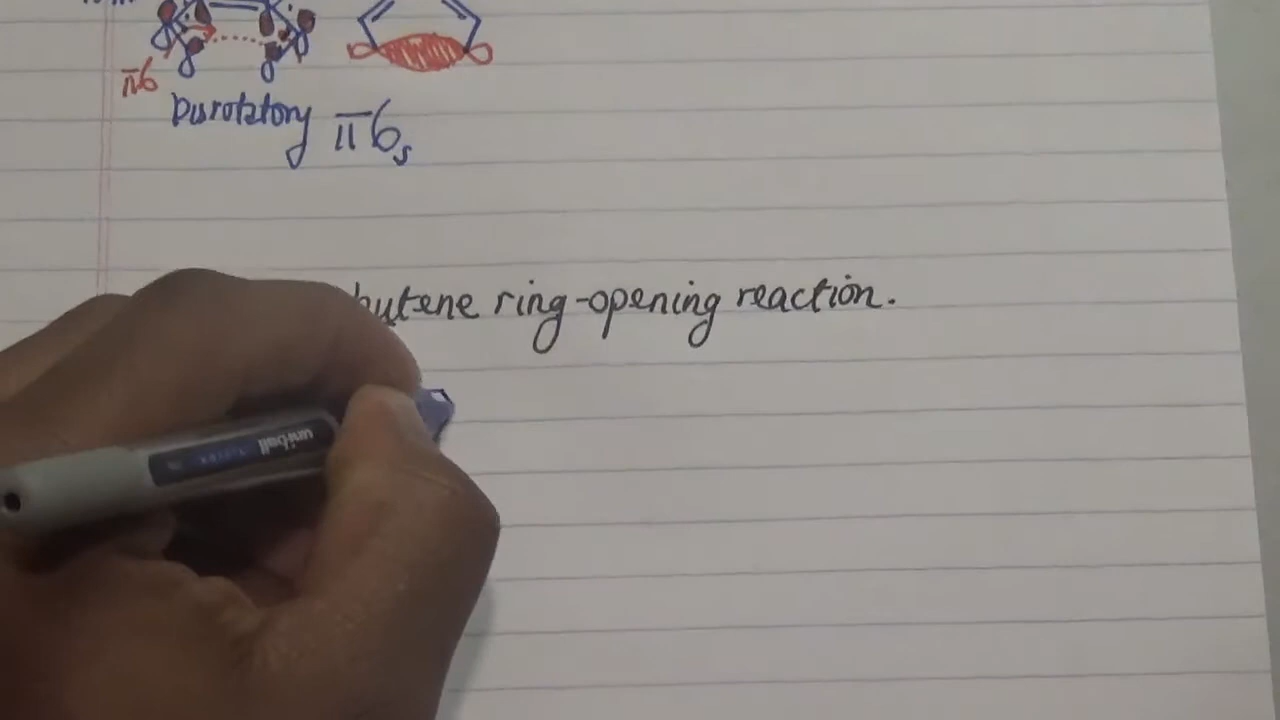 π6
Disrotatory π6s
butene ring-opening reaction.
uni-ball